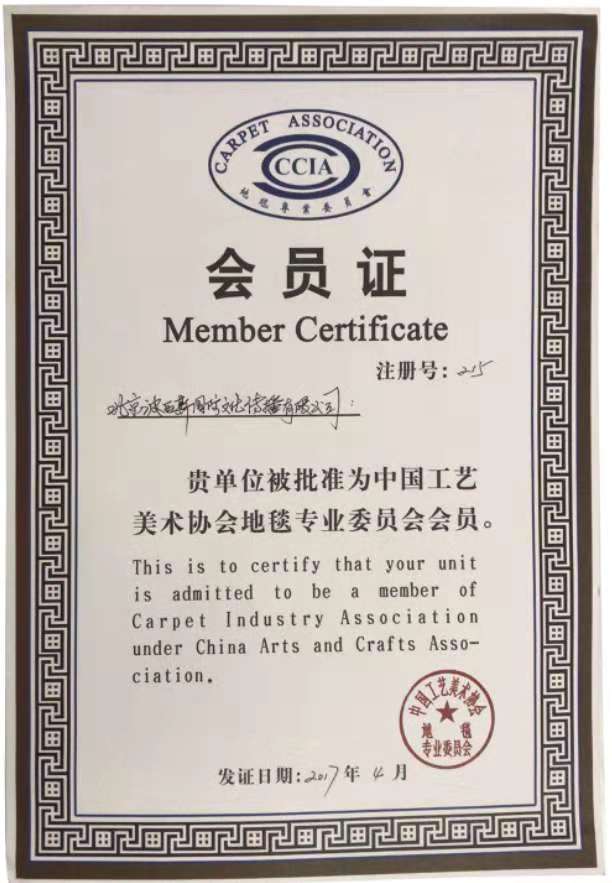 CARPET ASSOCIATION
CCIA
地毯專業委員會
会员证
Member Certificate
注册号：215
北京波西斯国际文化传播有限公司：
贵单位被批准为中国工艺
美术协会地毯专业委员会会员。
This is to certify that your unit
is admitted to be a member of
Carpet Industry Association
under China Arts and Crafts Asso-
ciation.
中国工艺美术协会
地毯
专业委员会
发证日期：2017年4月